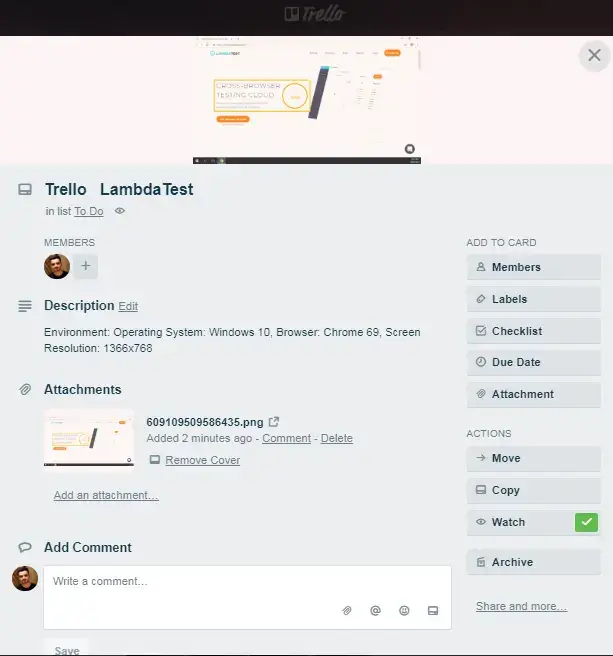 Trello
LAMBDATEST
CROSS-BROWSER
TESTING CLOUD
Trello LambdaTest
in list To Do
MEMBERS
+
Description Edit
Environment: Operating System: Windows 10, Browser: Chrome 69, Screen
Resolution: 1366x768
Attachments
609109509586435.png
Added 2 minutes ago - Comment - Delete
Remove Cover
Add an attachment…
Add Comment
Write a comment…
@
Save
ADD TO CARD
Members
Labels
Checklist
Due Date
Attachment
ACTIONS
Move
Copy
Watch
Archive
Share and more…